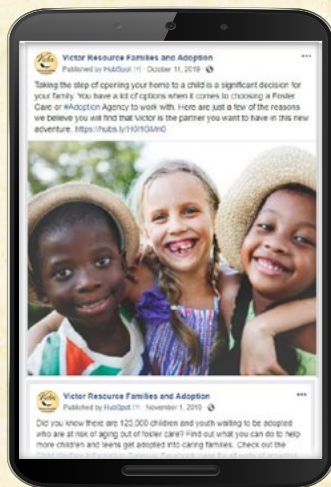 Victor Resource Families and Adoption
Published by HubSpot · October 11, 2019 ·
Taking the step of opening your home to a child is a significant decision for
your family. You have a lot of options when it comes to choosing a Foster
Care or #Adoption Agency to work with. Here are just a few of the reasons
we believe you will find that Victor is the partner you want to have in this new
adventure.
Victor Resource Families and Adoption
Published by HubSpot · November 1, 2019 ·
Did you know there are 123,000 children and youth waiting to be adopted
who are at risk of aging out of foster care? Find out what you can do to help
more children and teens get adopted into caring families. Check out the